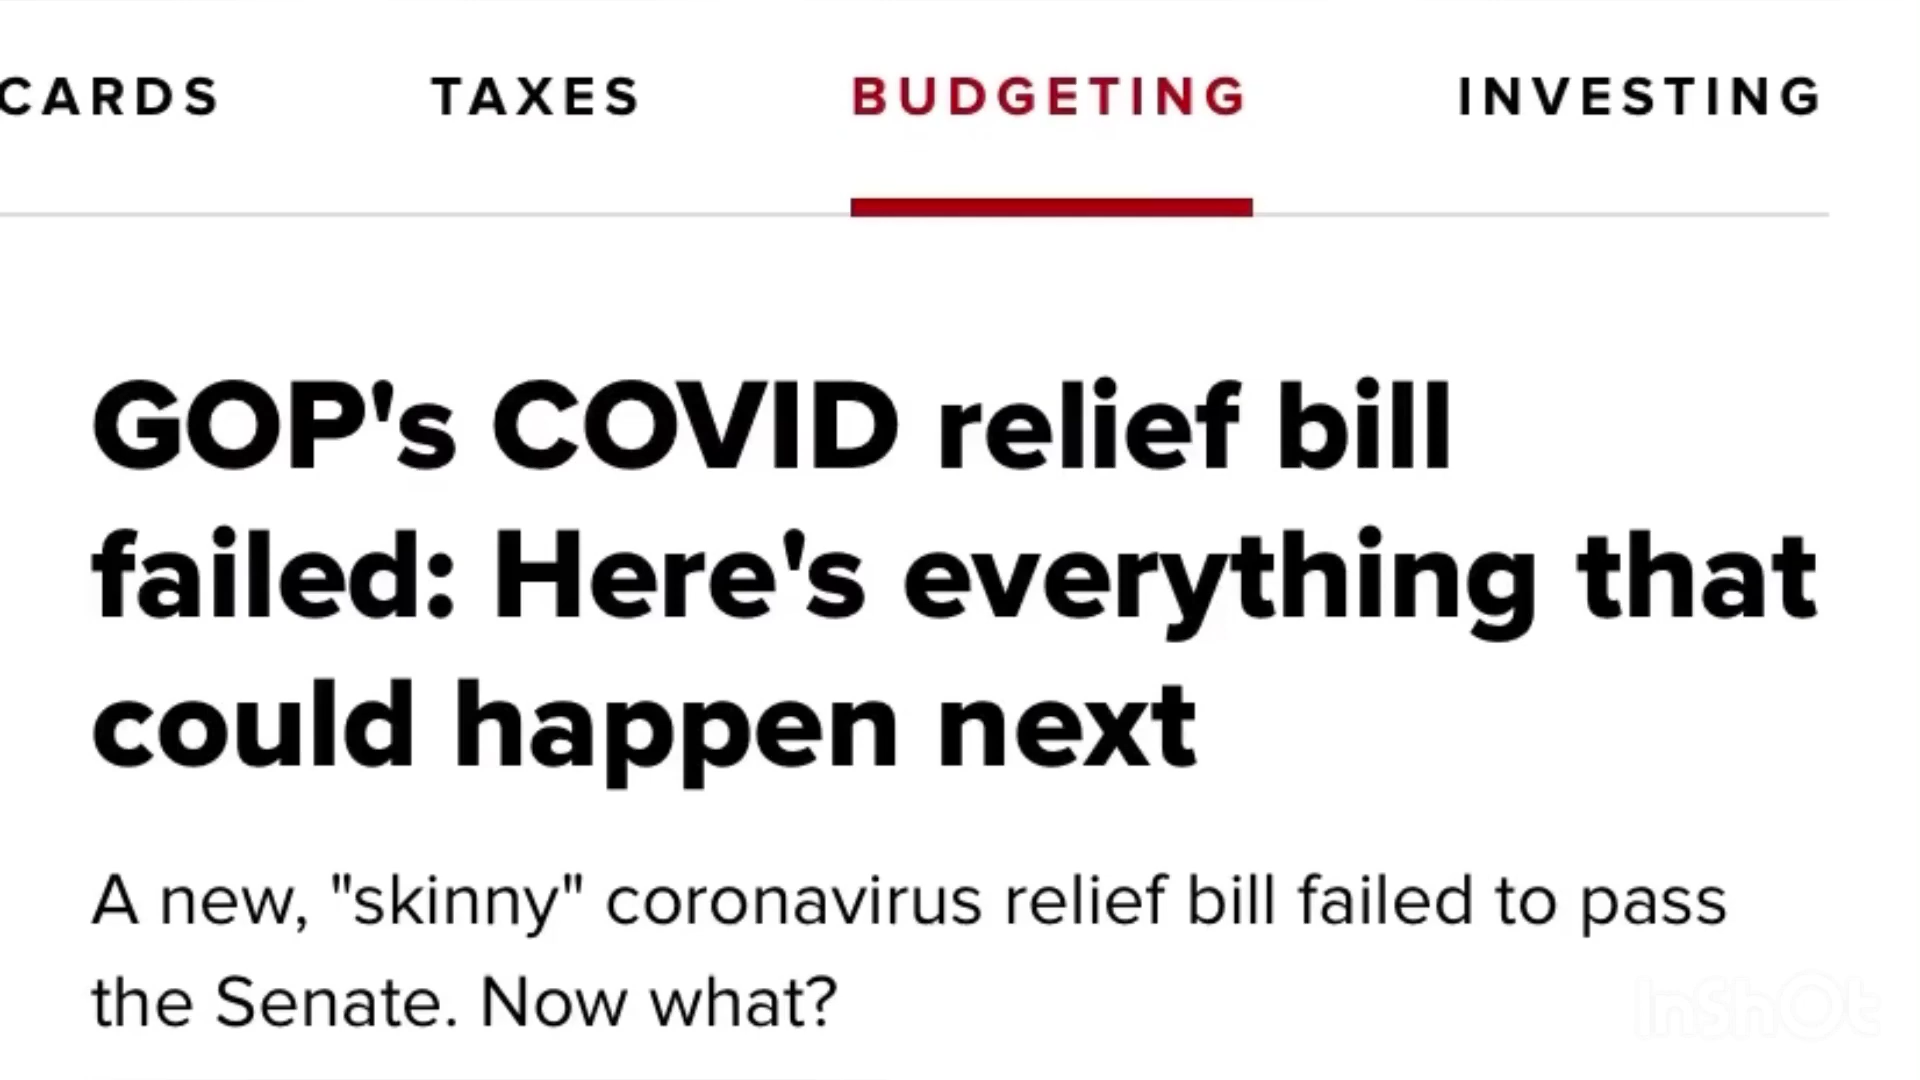 CARDS TAXES BUDGETING INVESTING
GOP's COVID relief bill
failed: Here's everything that
could happen next
A new, "skinny" coronavirus relief bill failed to pass
the Senate. Now what?
InShOt